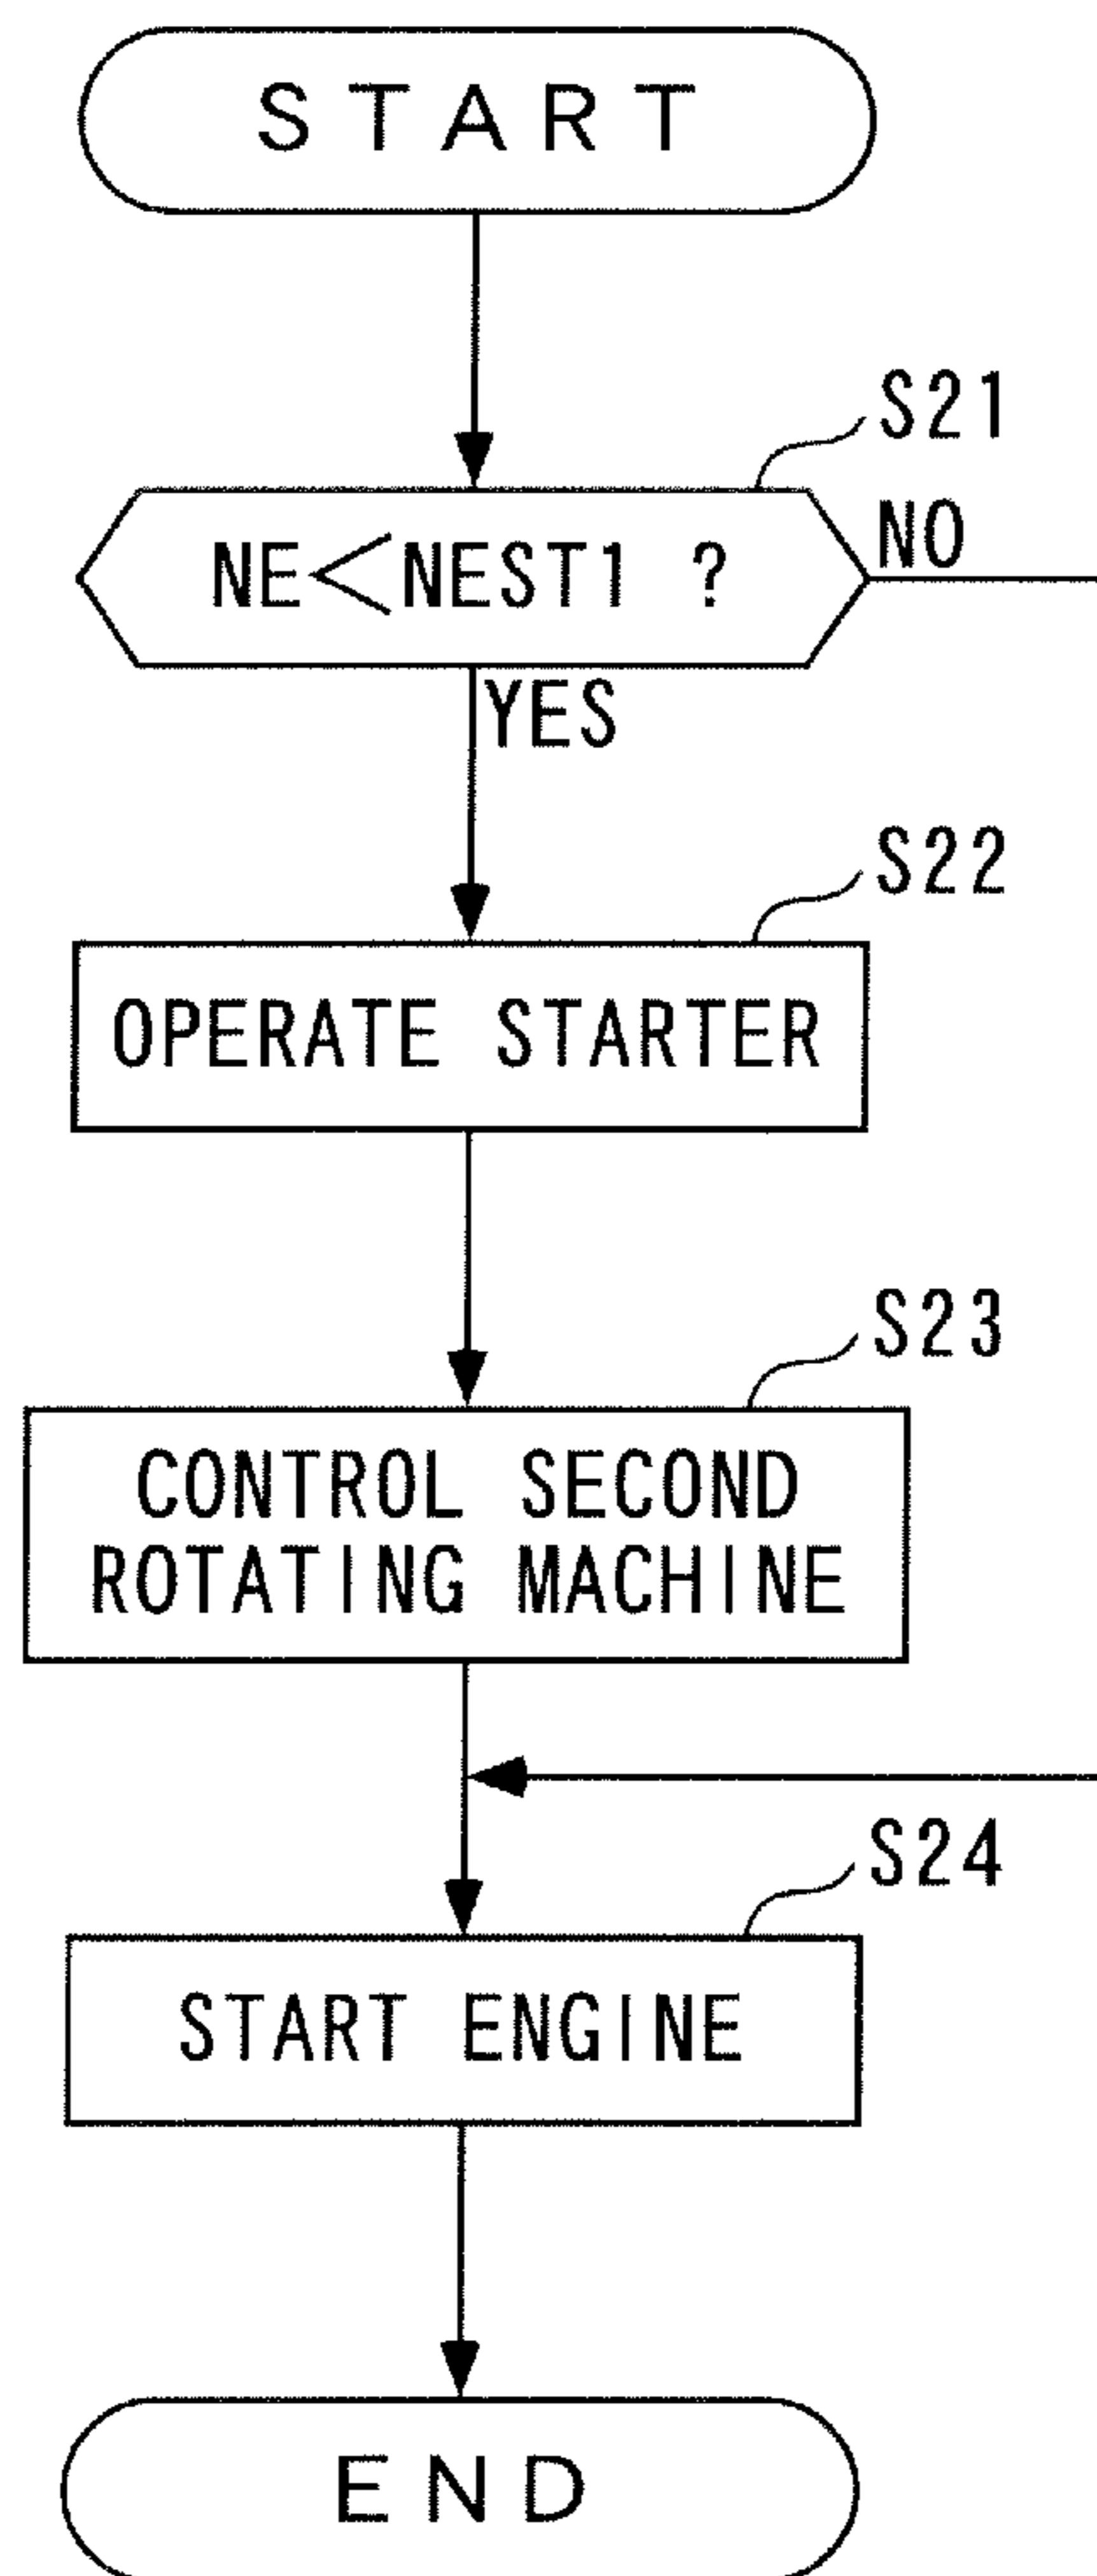 START
S21
NE<NEST1 ?
NO
YES
S22
OPERATE STARTER
S23
CONTROL SECOND
ROTATING MACHINE
S24
START ENGINE
END